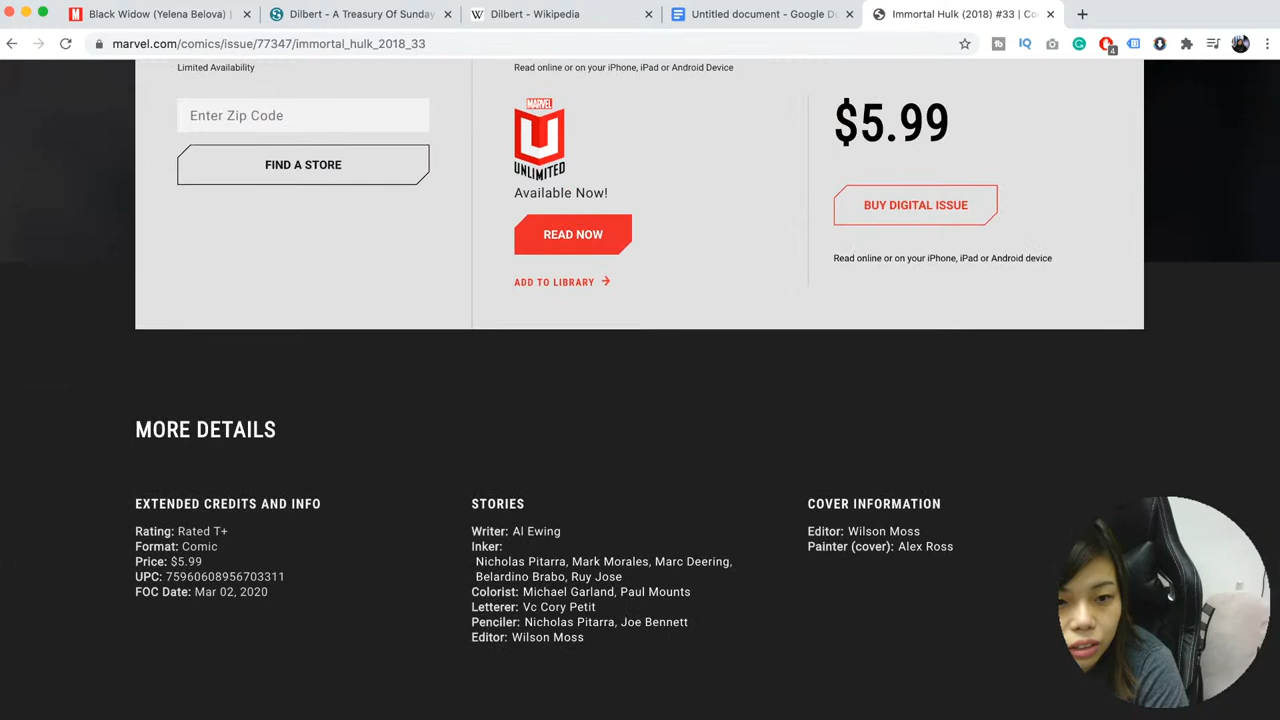 Black Widow (Yelena Belova) |
Dilbert - A Treasury Of Sunday
Dilbert - Wikipedia
Untitled document - Google Do
Immortal Hulk (2018) #33 | Co
marvel.com/comics/issue/77347/immortal_hulk_2018_33
4
Limited Availability
Enter Zip Code
FIND A STORE
Read online or on your iPhone, iPad or Android Device
MARVEL
UNLIMITED
Available Now!
READ NOW
ADD TO LIBRARY
$5.99
BUY DIGITAL ISSUE
Read online or on your iPhone, iPad or Android device
MORE DETAILS
EXTENDED CREDITS AND INFO
Rating: Rated T+
Format: Comic
Price: $5.99
UPC: 75960608956703311
FOC Date: Mar 02, 2020
STORIES
Writer: Al Ewing
Inker:
Nicholas Pitarra, Mark Morales, Marc Deering,
Belardino Brabo, Ruy Jose
Colorist: Michael Garland, Paul Mounts
Letterer: Vc Cory Petit
Penciler: Nicholas Pitarra, Joe Bennett
Editor: Wilson Moss
COVER INFORMATION
Editor: Wilson Moss
Painter (cover): Alex Ross